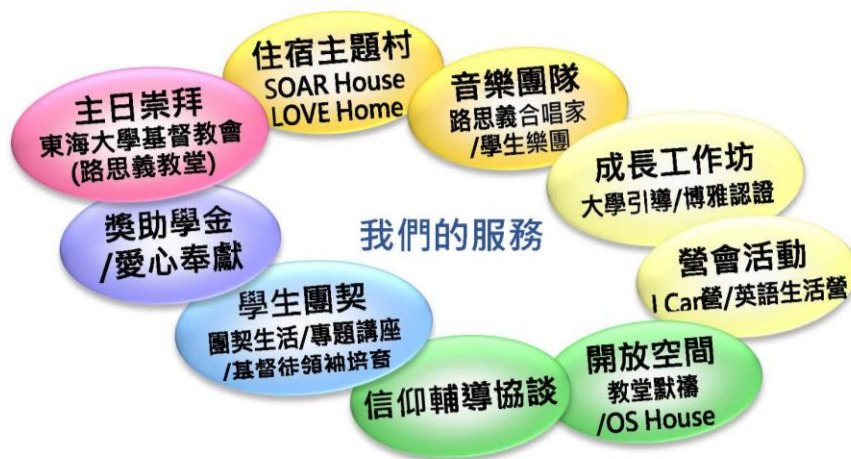 住宿主題村
SOAR House
LOVE Home
音樂團隊
路思義合唱家
/學生樂團
成長工作坊
大學引導/博雅認證
營會活動
I Can營/英語生活營
開放空間
教堂默禱
/OS House
信仰輔導協談
學生團契
團契生活/專題講座
/基督徒領袖培育
獎助學金
/愛心奉獻
主日崇拜
東海大學基督教會
(路思義教堂)
我們的服務